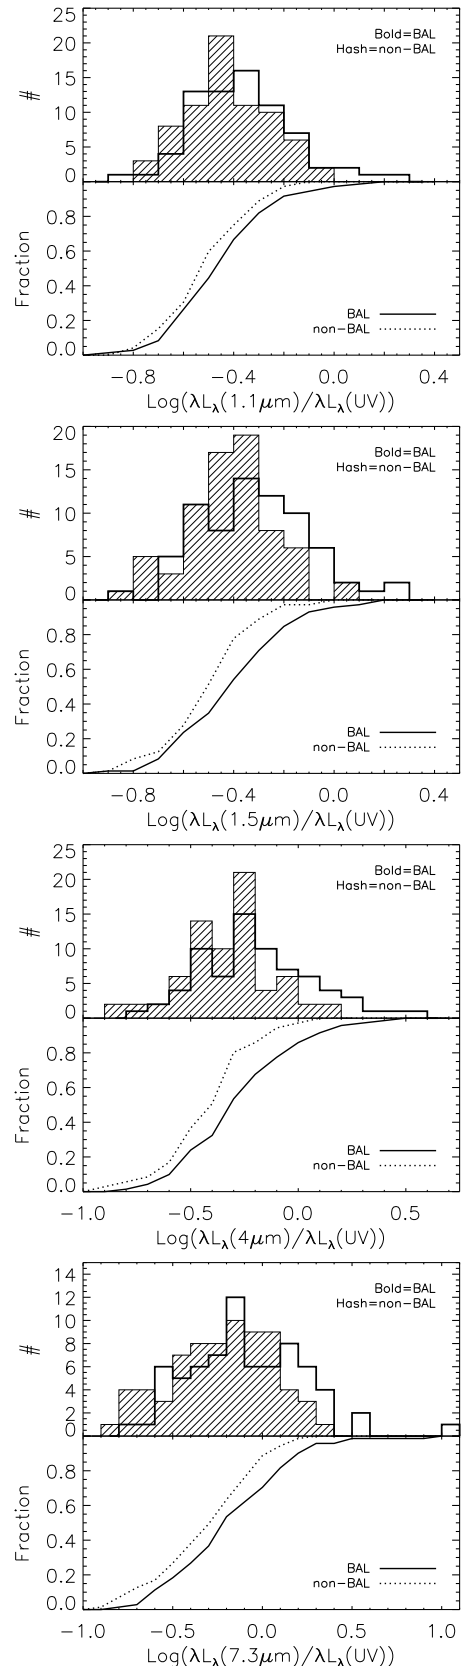 25
20
15
10
5
0
#
Bold=BAL
Hash=non-BAL
0.8
0.6
0.4
0.2
0.0
Fraction
BAL
non-BAL
-0.8 -0.4 0.0 0.4
Log(λLλ(1.1μm)/λLλ(UV))
20
15
10
5
0
#
Bold=BAL
Hash=non-BAL
0.8
0.6
0.4
0.2
0.0
Fraction
BAL
non-BAL
-0.8 -0.4 0.0 0.4
Log(λLλ(1.5μm)/λLλ(UV))
25
20
15
10
5
0
#
Bold=BAL
Hash=non-BAL
0.8
0.6
0.4
0.2
0.0
Fraction
BAL
non-BAL
-1.0 -0.5 0.0 0.5
Log(λLλ(4μm)/λLλ(UV))
14
12
10
8
6
4
2
0
#
Bold=BAL
Hash=non-BAL
0.8
0.6
0.4
0.2
0.0
Fraction
BAL
non-BAL
-1.0 -0.5 0.0 0.5 1.0
Log(λLλ(7.3μm)/λLλ(UV))